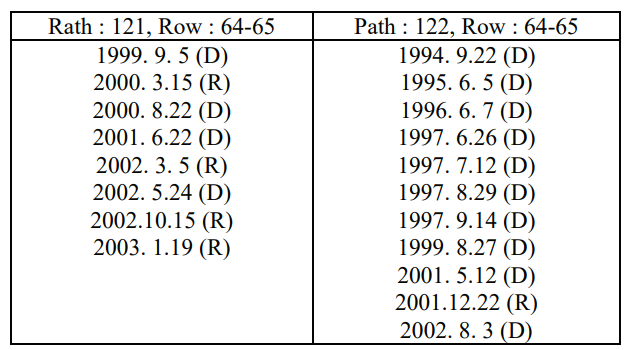 Rath : 121, Row : 64-65
Path : 122, Row : 64-65
1999. 9. 5 (D)
2000. 3.15 (R)
2000. 8.22 (D)
2001. 6.22 (D)
2002. 3. 5 (R)
2002. 5.24 (D)
2002.10.15 (R)
2003. 1.19 (R)
1994. 9.22 (D)
1995. 6. 5 (D)
1996. 6. 7 (D)
1997. 6.26 (D)
1997. 7.12 (D)
1997. 8.29 (D)
1997. 9.14 (D)
1999. 8.27 (D)
2001. 5.12 (D)
2001.12.22 (R)
2002. 8. 3 (D)